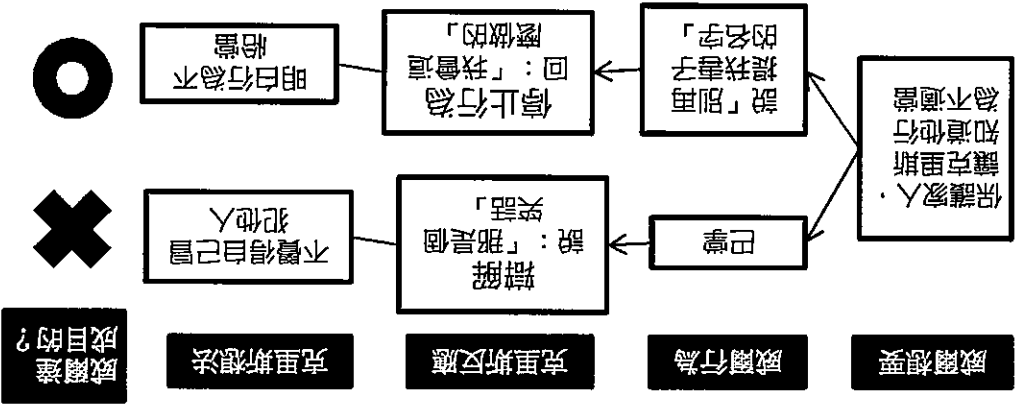 威爾想要
威爾行為
克里斯反應
克里斯想法
威爾達
成目的?
保護家人,
讓克里斯
知道他行
為不適當
巴掌
辯解
說:「那是個
笑話」
不覺得自己冒
犯他人
說「別再
提我妻子
的名字」
停止行為
回:「我會這
麼做的」
明白行為不
恰當